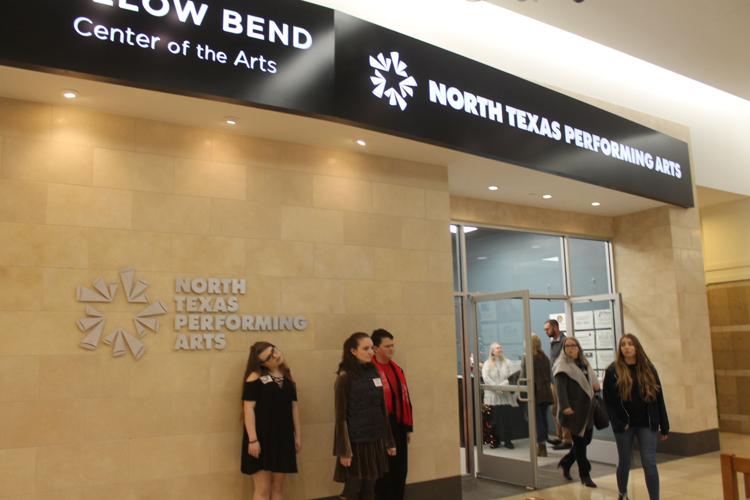 LOW BEND
Center of the Arts
NORTH TEXAS PERFORMING ARTS
NORTH
TEXAS
PERFORMING
ARTS